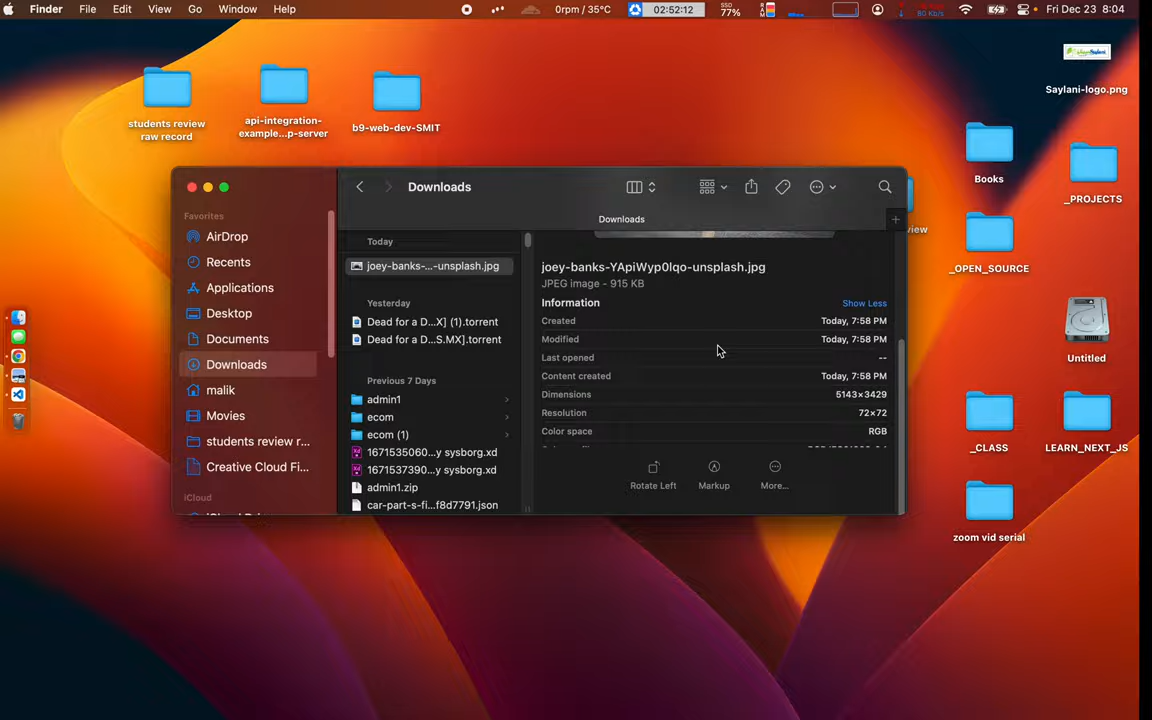 Finder File Edit View Go Window Help
0rpm / 35°C 02:52:12 SSD 77% Fri Dec 23 8:04
Saylani-logo.png
students review
raw record
api-integration-
example...p-server
b9-web-dev-SMIT
Books
_PROJECTS
_OPEN_SOURCE
Untitled
_CLASS
LEARN_NEXT_JS
zoom vid serial
view
Downloads
Downloads
Favorites
AirDrop
Recents
Applications
Desktop
Documents
Downloads
malik
Movies
students review r...
Creative Cloud Fi...
iCloud
Today
joey-banks-...-unsplash.jpg
Yesterday
Dead for a D...X] (1).torrent
Dead for a D...S.MX].torrent
Previous 7 Days
admin1
ecom
ecom (1)
1671535060...y sysborg.xd
1671537390...y sysborg.xd
admin1.zip
car-part-s-fi...f8d7791.json
joey-banks-YApiWyp0lqo-unsplash.jpg
JPEG image - 915 KB
Information Show Less
Created Today, 7:58 PM
Modified Today, 7:58 PM
Last opened --
Content created Today, 7:58 PM
Dimensions 5143×3429
Resolution 72×72
Color space RGB
Rotate Left Markup More...